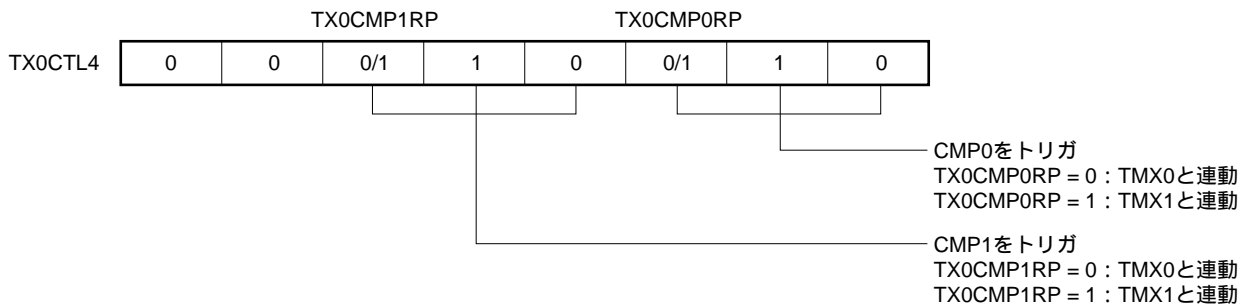 TX0CMP1RP TX0CMP0RP
TX0CTL4 0 0 0/1 1 0 0/1 1 0
CMP0をトリガ
TX0CMP0RP = 0：TMX0と連動
TX0CMP0RP = 1：TMX1と連動
CMP1をトリガ
TX0CMP1RP = 0：TMX0と連動
TX0CMP1RP = 1：TMX1と連動